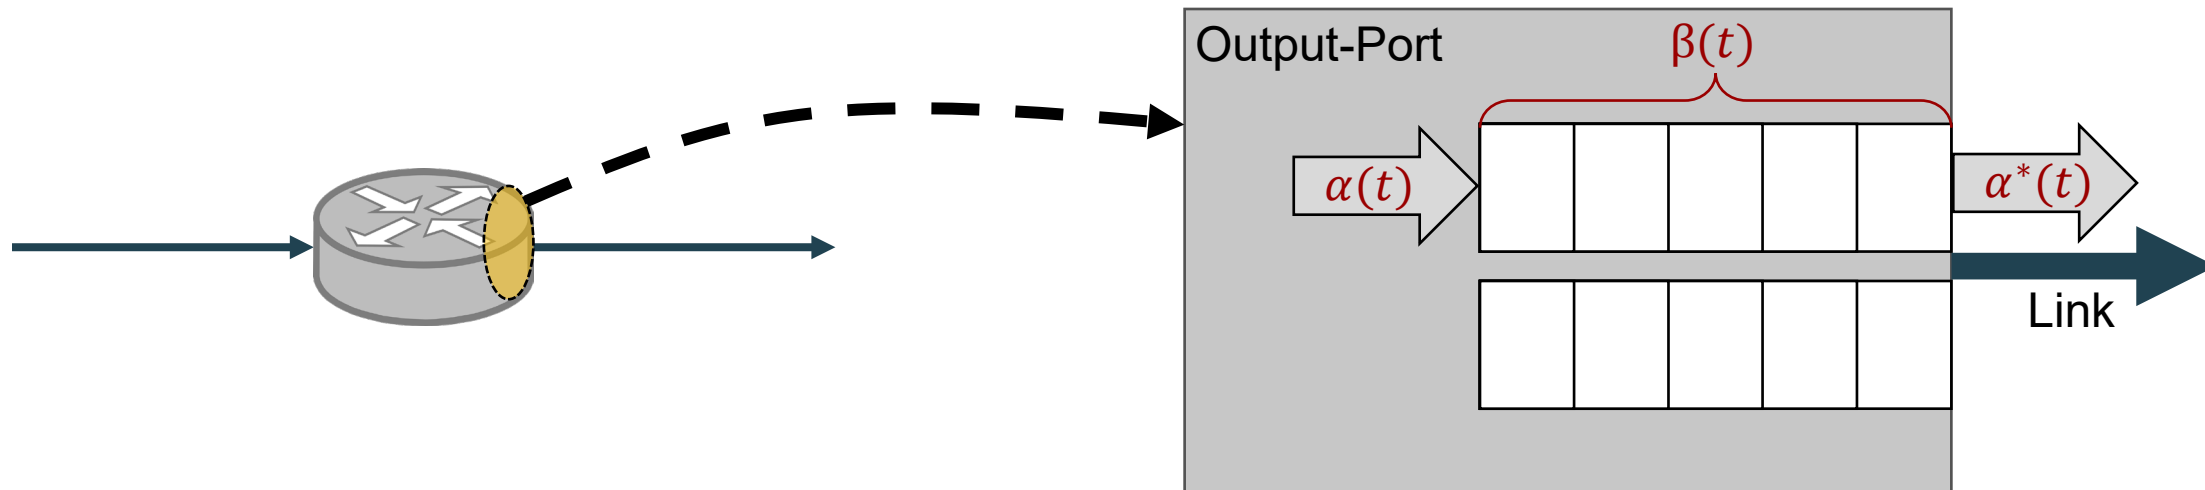 Output-Port
β(t)
α(t)
α*(t)
Link